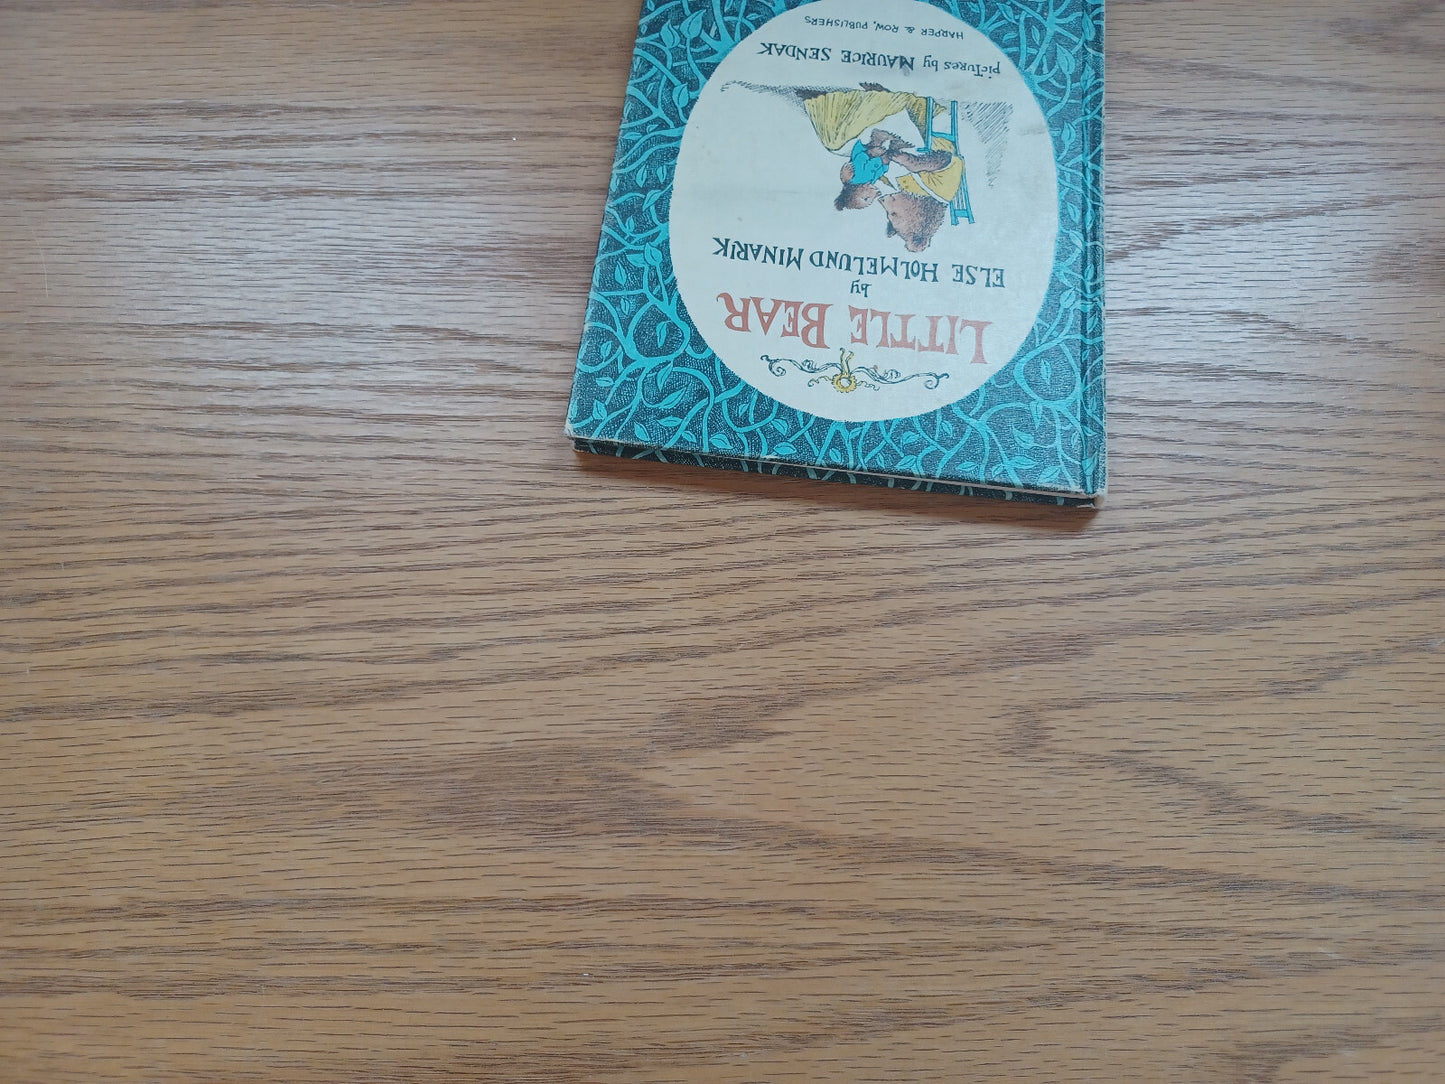 LITTLE BEAR
by
ELSE HOLMELUND MINARIK
pictures by MAURICE SENDAK
HARPER & ROW, PUBLISHERS